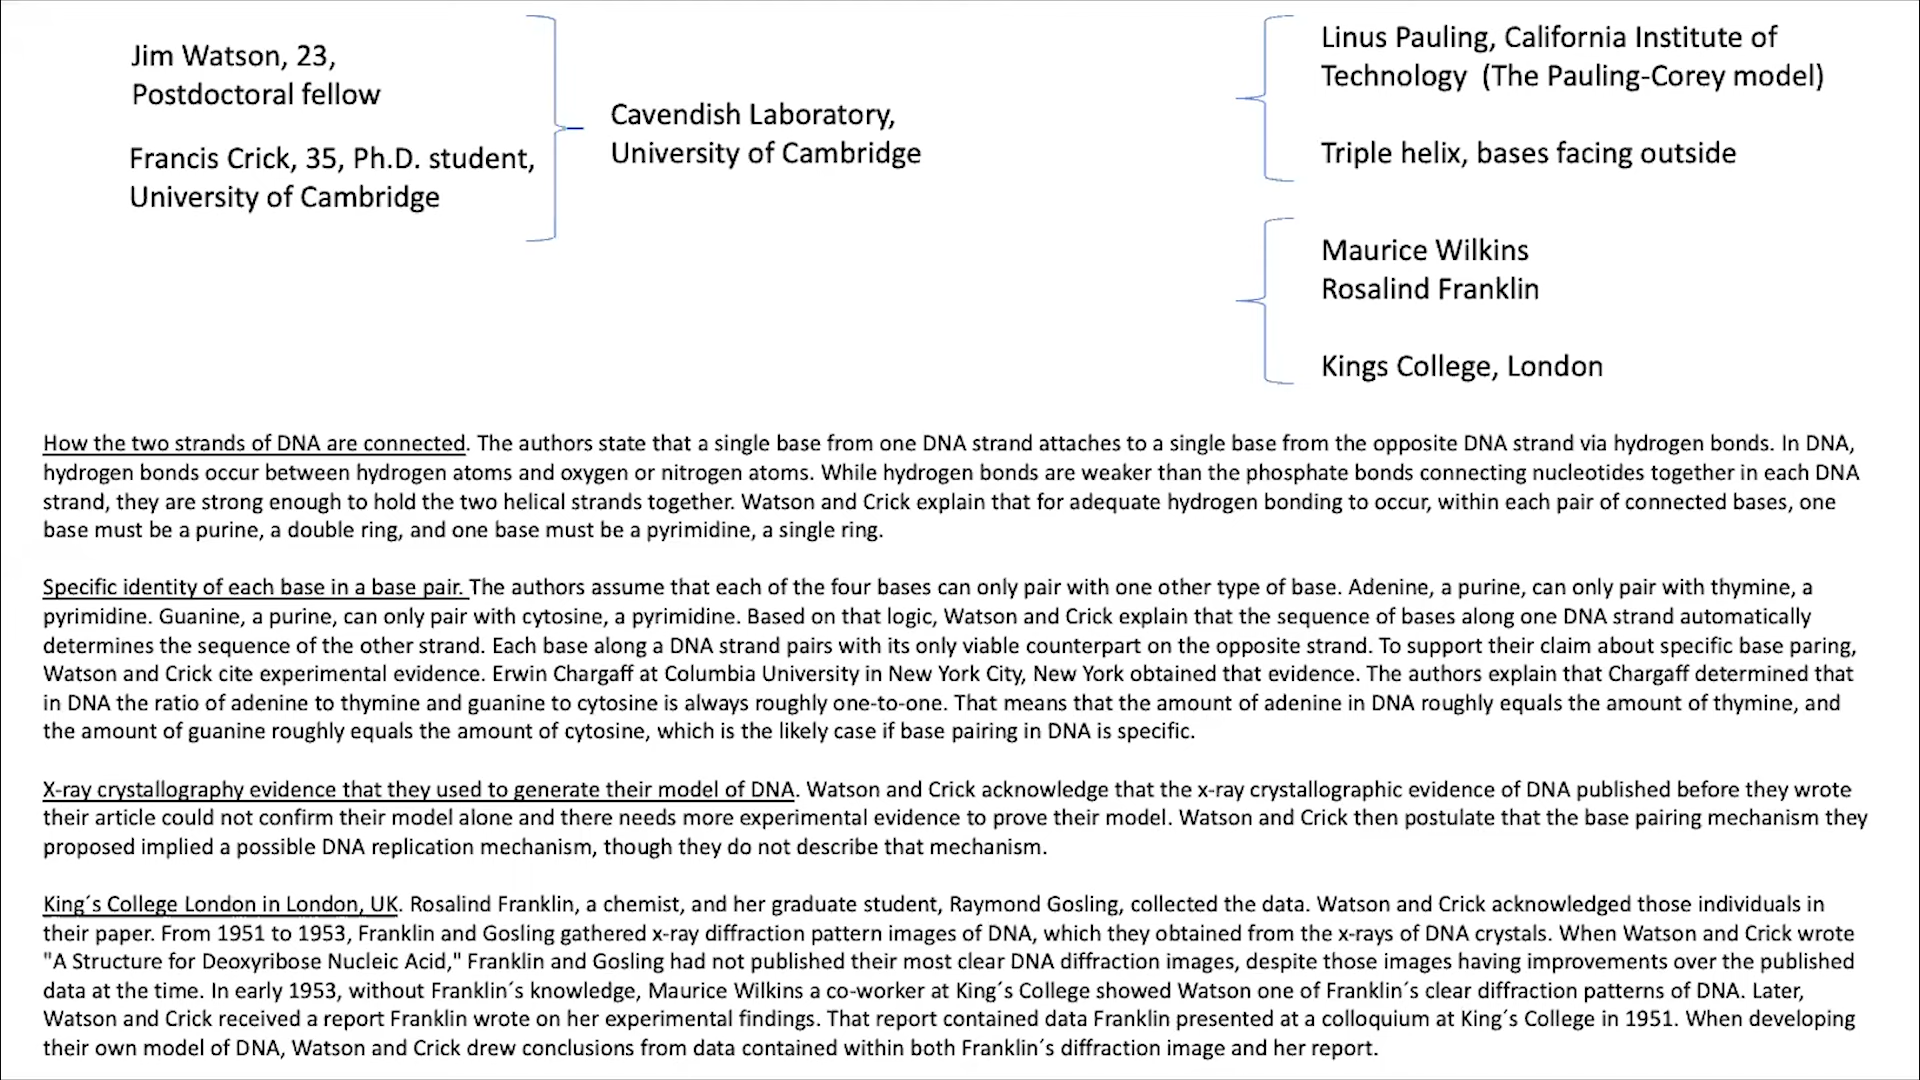 Jim Watson, 23,
Postdoctoral fellow
Francis Crick, 35, Ph.D. student,
University of Cambridge
Cavendish Laboratory,
University of Cambridge
Linus Pauling, California Institute of
Technology (The Pauling-Corey model)
Triple helix, bases facing outside
Maurice Wilkins
Rosalind Franklin
Kings College, London
How the two strands of DNA are connected. The authors state that a single base from one DNA strand attaches to a single base from the opposite DNA strand via hydrogen bonds. In DNA,
hydrogen bonds occur between hydrogen atoms and oxygen or nitrogen atoms. While hydrogen bonds are weaker than the phosphate bonds connecting nucleotides together in each DNA
strand, they are strong enough to hold the two helical strands together. Watson and Crick explain that for adequate hydrogen bonding to occur, within each pair of connected bases, one
base must be a purine, a double ring, and one base must be a pyrimidine, a single ring.
Specific identity of each base in a base pair. The authors assume that each of the four bases can only pair with one other type of base. Adenine, a purine, can only pair with thymine, a
pyrimidine. Guanine, a purine, can only pair with cytosine, a pyrimidine. Based on that logic, Watson and Crick explain that the sequence of bases along one DNA strand automatically
determines the sequence of the other strand. Each base along a DNA strand pairs with its only viable counterpart on the opposite strand. To support their claim about specific base paring,
Watson and Crick cite experimental evidence. Erwin Chargaff at Columbia University in New York City, New York obtained that evidence. The authors explain that Chargaff determined that
in DNA the ratio of adenine to thymine and guanine to cytosine is always roughly one-to-one. That means that the amount of adenine in DNA roughly equals the amount of thymine, and
the amount of guanine roughly equals the amount of cytosine, which is the likely case if base pairing in DNA is specific.
X-ray crystallography evidence that they used to generate their model of DNA. Watson and Crick acknowledge that the x-ray crystallographic evidence of DNA published before they wrote
their article could not confirm their model alone and there needs more experimental evidence to prove their model. Watson and Crick then postulate that the base pairing mechanism they
proposed implied a possible DNA replication mechanism, though they do not describe that mechanism.
King´s College London in London, UK. Rosalind Franklin, a chemist, and her graduate student, Raymond Gosling, collected the data. Watson and Crick acknowledged those individuals in
their paper. From 1951 to 1953, Franklin and Gosling gathered x-ray diffraction pattern images of DNA, which they obtained from the x-rays of DNA crystals. When Watson and Crick wrote
"A Structure for Deoxyribose Nucleic Acid," Franklin and Gosling had not published their most clear DNA diffraction images, despite those images having improvements over the published
data at the time. In early 1953, without Franklin´s knowledge, Maurice Wilkins a co-worker at King´s College showed Watson one of Franklin´s clear diffraction patterns of DNA. Later,
Watson and Crick received a report Franklin wrote on her experimental findings. That report contained data Franklin presented at a colloquium at King´s College in 1951. When developing
their own model of DNA, Watson and Crick drew conclusions from data contained within both Franklin´s diffraction image and her report.